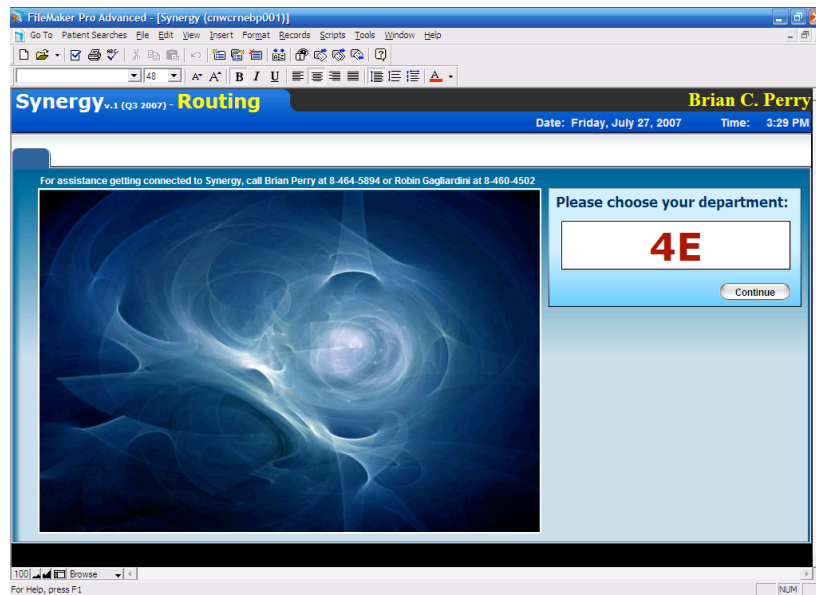 FileMaker Pro Advanced - [Synergy (cnwcrnebp001)]
Go To PatientSearches File Edit View Insert Format Records Scripts Tools Window Help
48 B I U A
Synergy v.1 (Q3 2007) - Routing
Brian C. Perry
Date: Friday, July 27, 2007 Time: 3:29 PM
For assistance getting connected to Synergy, call Brian Perry at 8-464-5894 or Robin Gagliardini at 8-460-4502
Please choose your department:
4E
Continue
100 Browse
For Help, press F1
NUM